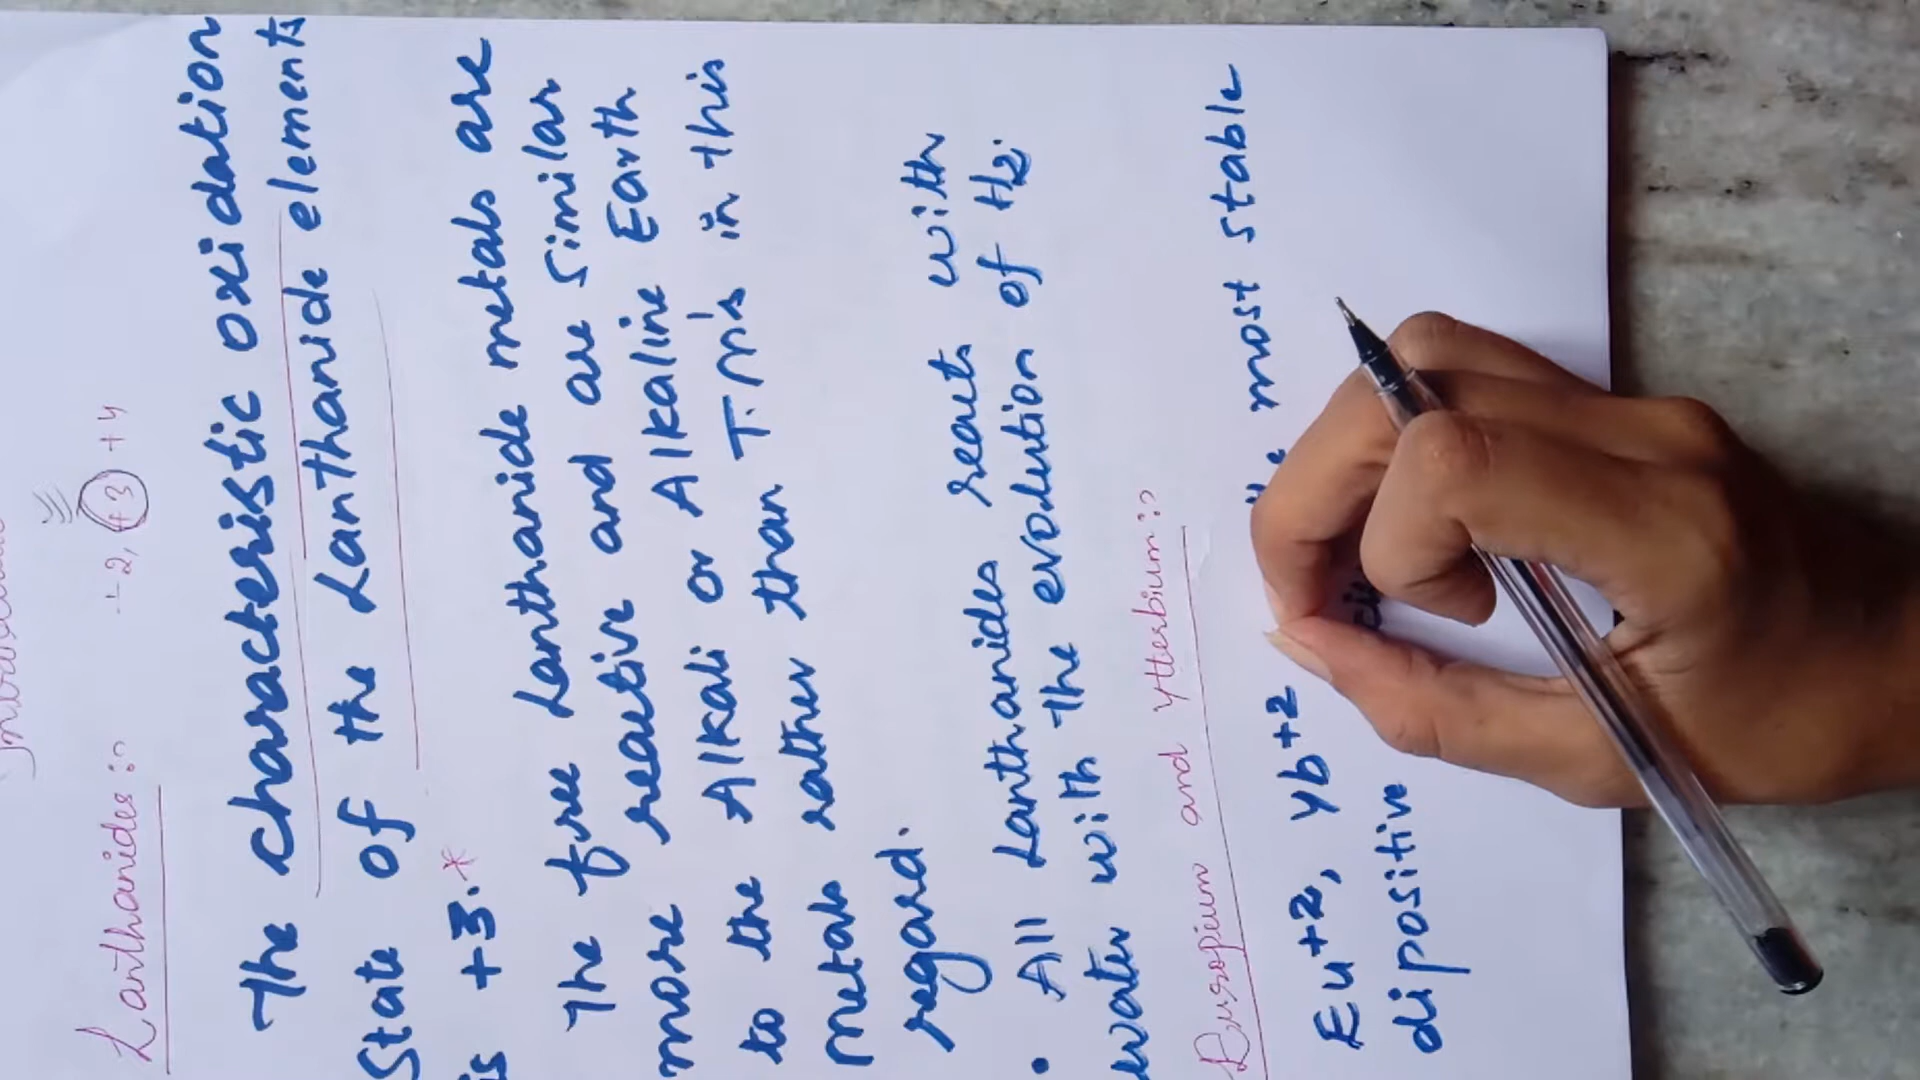 Lanthanides :- +2, +3, +4
The characteristic oxidation
State of the Lanthanide elements
is +3. *
The free Lanthanide metals are
more reactive and are similar
to the Alkali or Alkaline Earth
metals rather than T.M's in this
regard.
• All Lanthanides react with
water with the evolution of H2.
Europium and ytterbium :-
Eu+2, Yb+2 most stable
dipositive